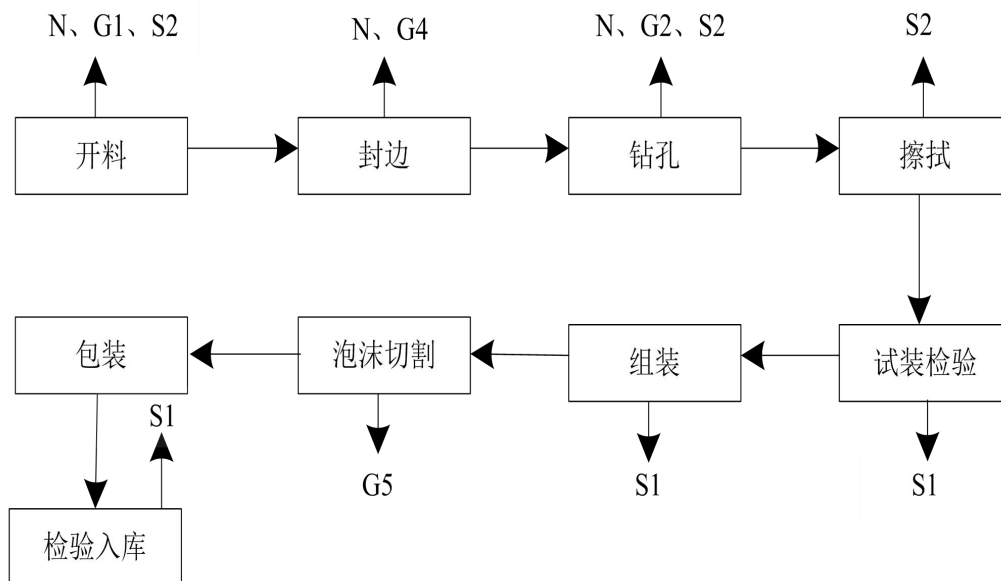 N、G1、S2
N、G4
N、G2、S2
S2
开料
封边
钻孔
擦拭
包装
泡沫切割
组装
试装检验
S1
G5
S1
S1
检验入库